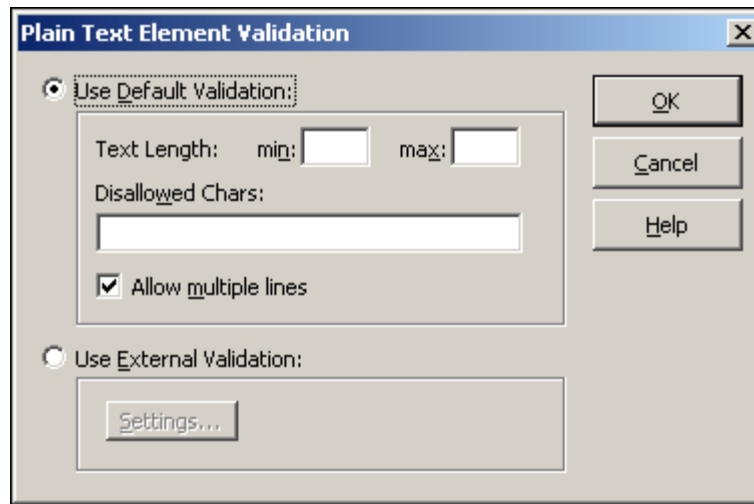 Plain Text Element Validation
Use Default Validation:
OK
Text Length: min: max:
Cancel
Disallowed Chars:
Help
Allow multiple lines
Use External Validation:
Settings...